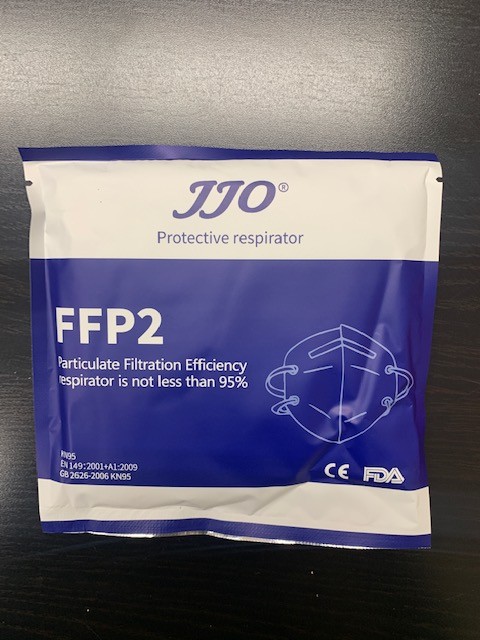 JJO®
Protective respirator
FFP2
Particulate Filtration Efficiency
respirator is not less than 95%
KN95
EN 149:2001+A1:2009
GB 2626-2006 KN95
CE FDA